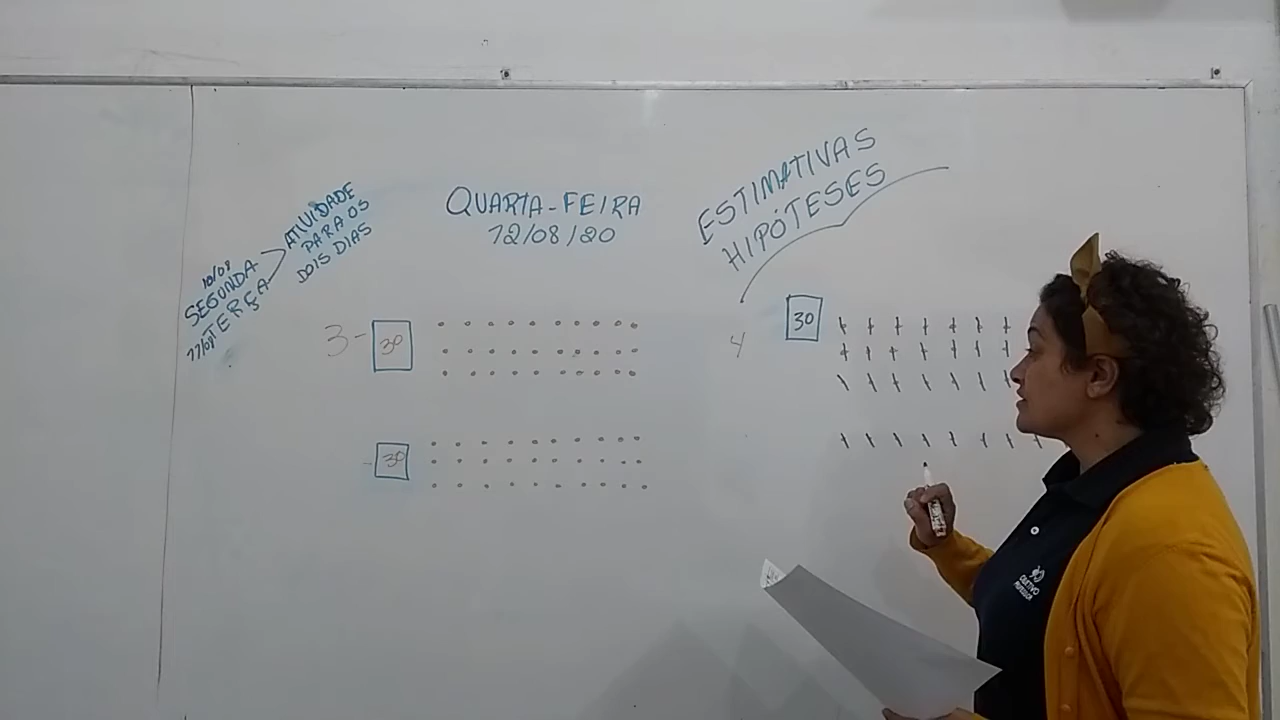 10/08
SEGUNDA
11/08 TERÇA
ATIVIDADE
PARA OS
DOIS DIAS
QUARTA-FEIRA
12/08/20
ESTIMATIVAS
HIPÓTESES
3- 30
- 30
4 30
OBJETIVO